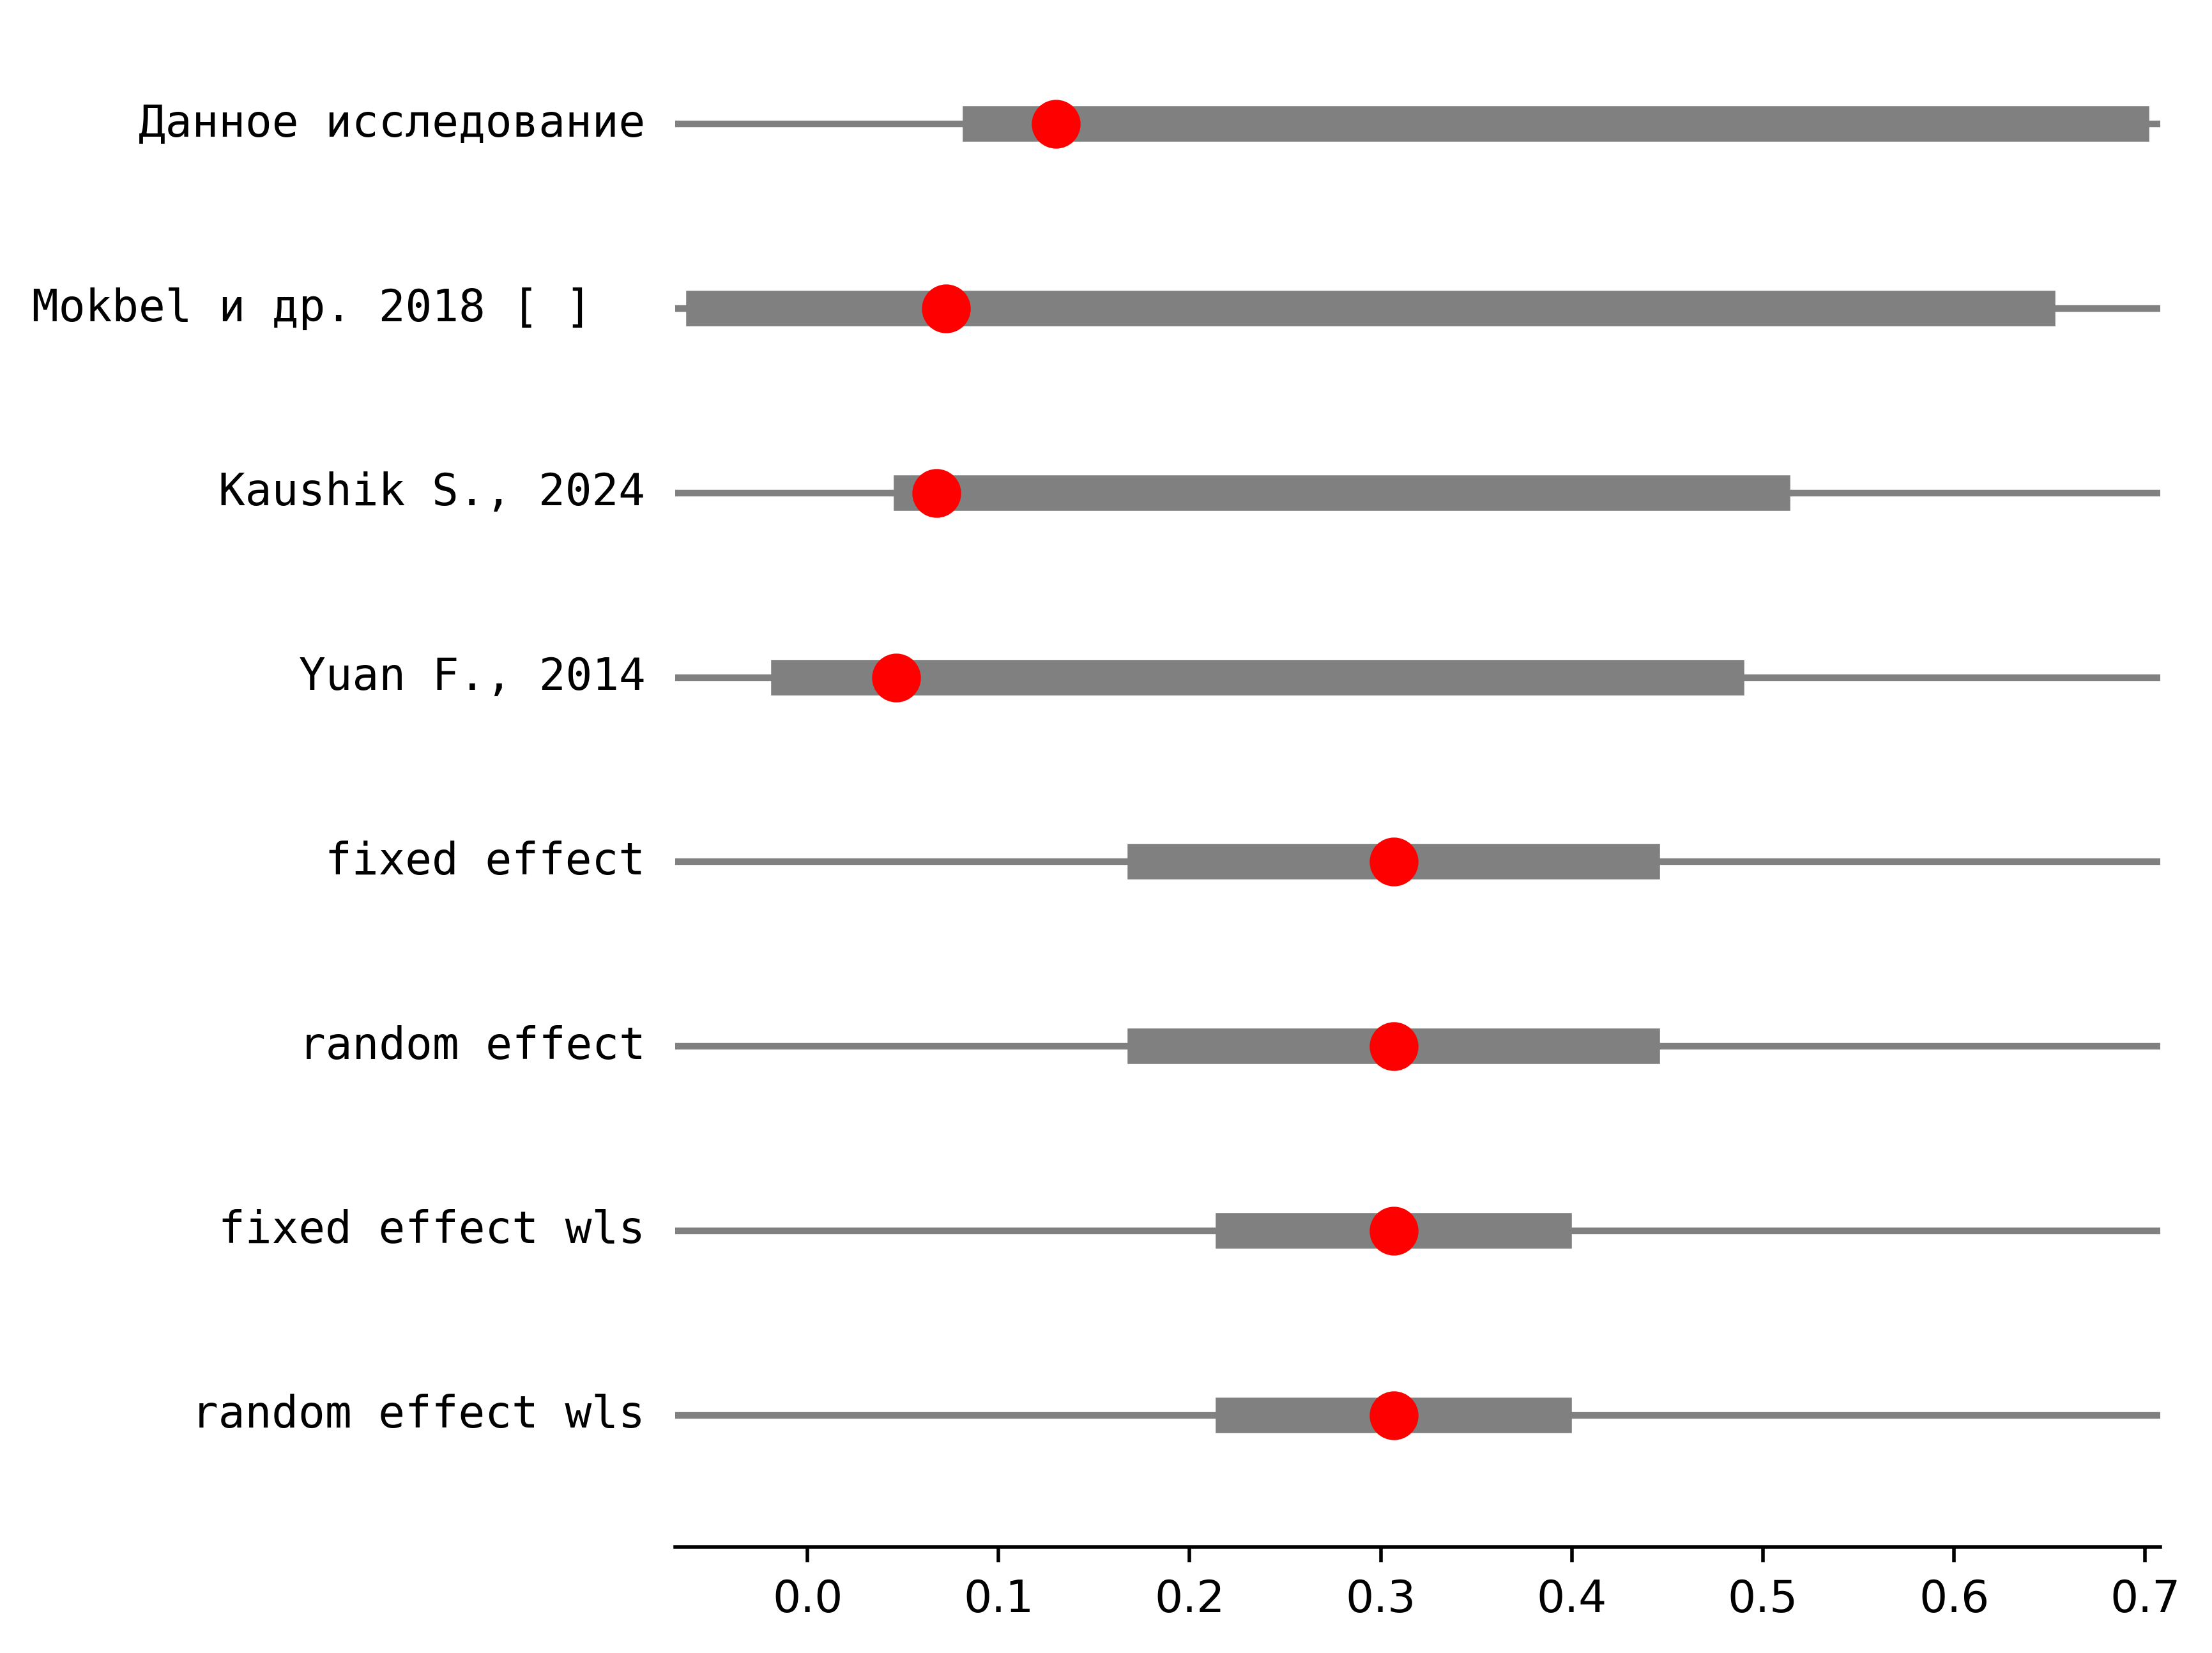 Данное исследование
Mokbel и др. 2018 [ ]
Kaushik S., 2024
Yuan F., 2014
fixed effect
random effect
fixed effect wls
random effect wls
0.0 0.1 0.2 0.3 0.4 0.5 0.6 0.7